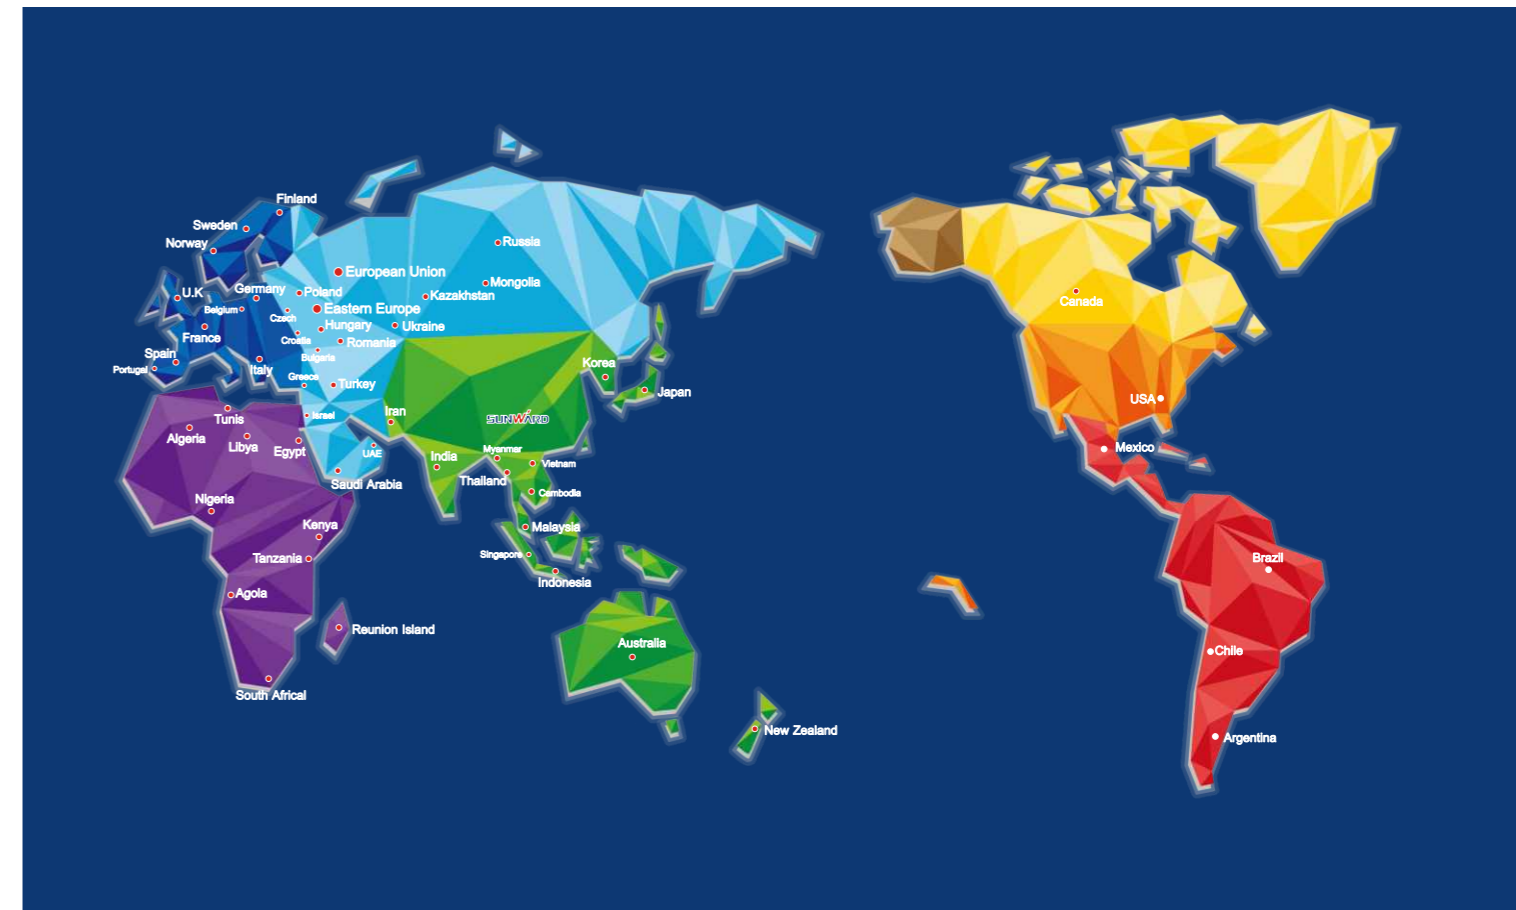 Finland
Sweden
Norway
Russia
European Union
Mongolia
U.K
Germany
Poland
Kazakhstan
Belgium
Eastern Europe
Czech
Hungary
Ukraine
France
Croatia
Romania
Spain
Bulgaria
Portugal
Italy
Greece
Turkey
Korea
Japan
Iran
Israel
Tunis
SUNWARD
Algeria
Libya
Egypt
UAE
India
Myanmar
Vietnam
Thailand
Saudi Arabia
Cambodia
Nigeria
Kenya
Malaysia
Tanzania
Singapore
Indonesia
Agola
Reunion Island
Australia
South Africal
New Zealand
Canada
USA
Mexico
Brazil
Chile
Argentina